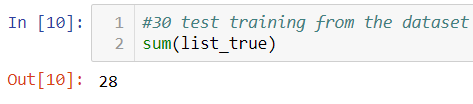 In [10]: 1 #30 test training from the dataset
2 sum(list_true)
Out[10]: 28